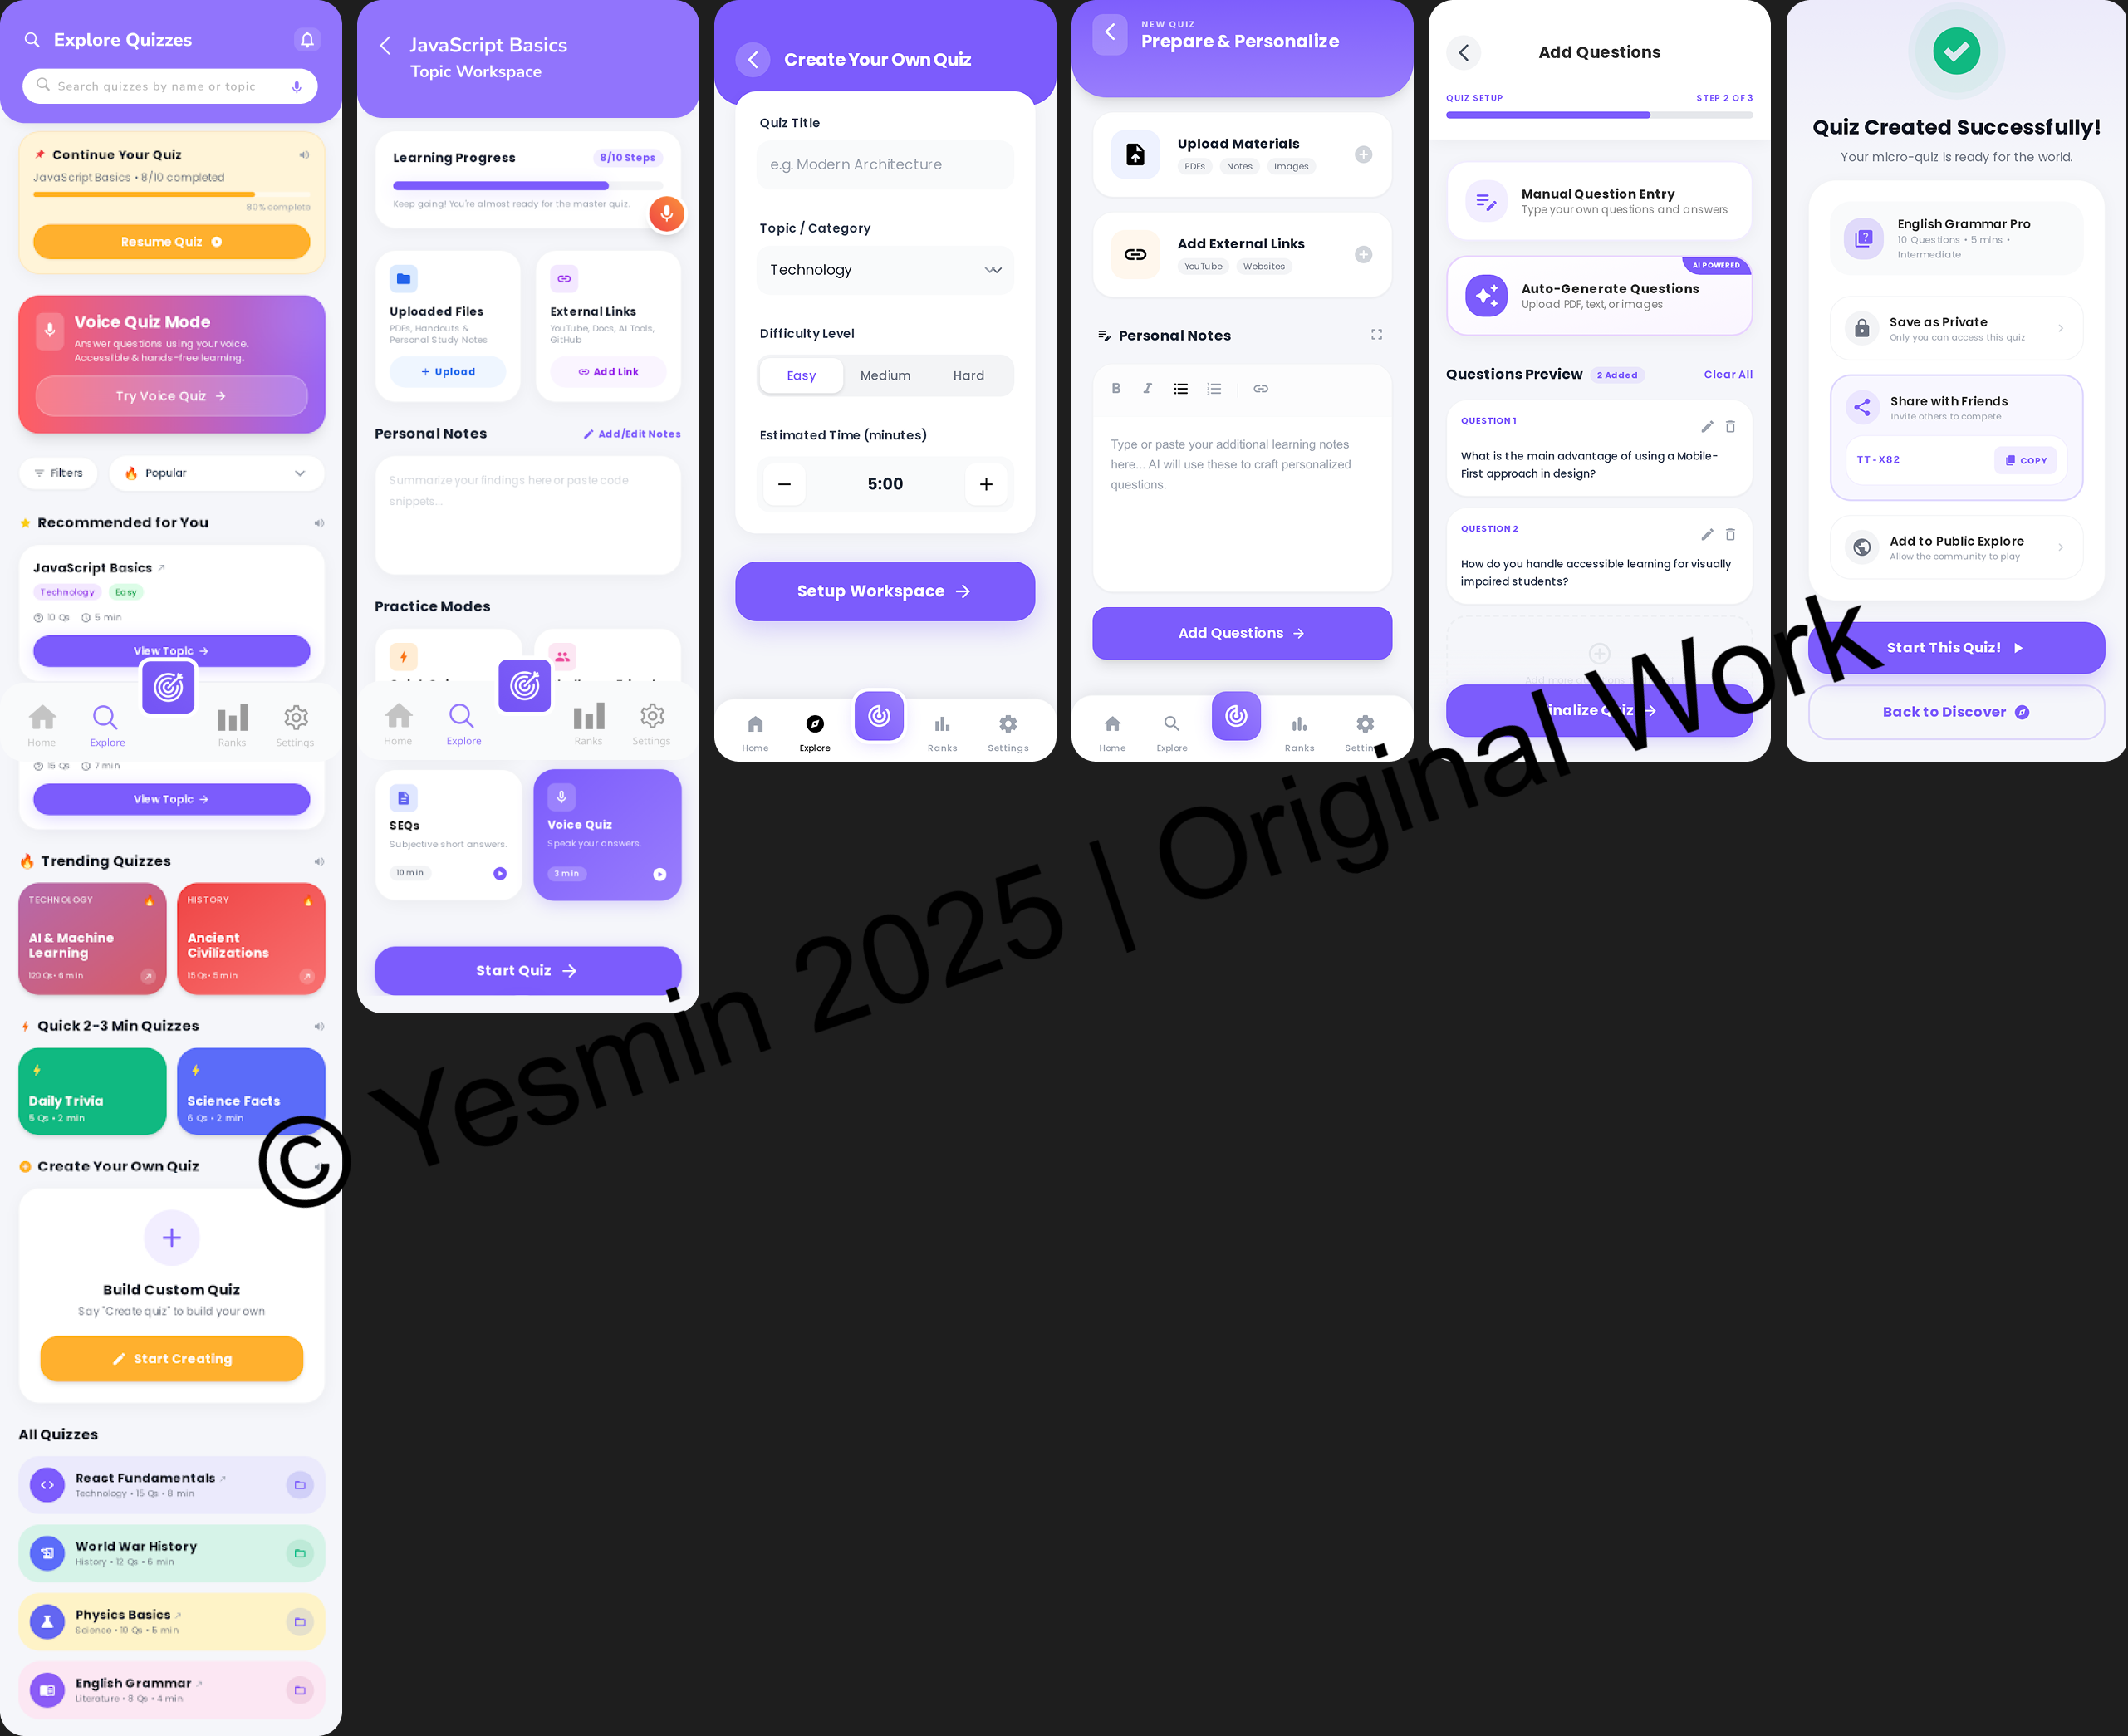 Explore Quizzes
Search quizzes by name or topic
Continue Your Quiz
JavaScript Basics • 8/10 completed
80% complete
Resume Quiz
Voice Quiz Mode
Answer questions using your voice.
Accessible & hands-free learning.
Try Voice Quiz
Filters
Popular
Recommended for You
JavaScript Basics
Technology Easy
10 Qs 5 min
View Topic
Home Explore Ranks Settings
15 Qs 7 min
View Topic
Trending Quizzes
TECHNOLOGY
AI & Machine
Learning
120 Qs • 6 min
HISTORY
Ancient
Civilizations
15 Qs • 5 min
Quick 2-3 Min Quizzes
Daily Trivia
5 Qs • 2 min
Science Facts
6 Qs • 2 min
Create Your Own Quiz
Build Custom Quiz
Say "Create quiz" to build your own
Start Creating
All Quizzes
React Fundamentals
Technology • 15 Qs • 8 min
World War History
History • 12 Qs • 6 min
Physics Basics
Science • 10 Qs • 5 min
English Grammar
Literature • 8 Qs • 4 min
JavaScript Basics
Topic Workspace
Learning Progress
8/10 Steps
Keep going! You're almost ready for the master quiz.
Uploaded Files
PDFs, Handouts &
Personal Study Notes
Upload
External Links
YouTube, Docs, AI Tools,
GitHub
Add Link
Personal Notes
Add/Edit Notes
Summarize your findings here or paste code
snippets...
Practice Modes
Home Explore Ranks Settings
SEQs
Subjective short answers.
10 min
Voice Quiz
Speak your answers.
3 min
Start Quiz
Create Your Own Quiz
Quiz Title
e.g. Modern Architecture
Topic / Category
Technology
Difficulty Level
Easy Medium Hard
Estimated Time (minutes)
5:00
Setup Workspace
Home Explore Ranks Settings
NEW QUIZ
Prepare & Personalize
Upload Materials
PDFs Notes Images
Add External Links
YouTube Websites
Personal Notes
B I
Type or paste your additional learning notes
here... AI will use these to craft personalized
questions.
Add Questions
Home Explore Ranks Settings
Add Questions
QUIZ SETUP STEP 2 OF 3
Manual Question Entry
Type your own questions and answers
AI POWERED
Auto-Generate Questions
Upload PDF, text, or images
Questions Preview 2 Added Clear All
QUESTION 1
What is the main advantage of using a Mobile-
First approach in design?
QUESTION 2
How do you handle accessible learning for visually
impaired students?
Add more questions
Finalize Quiz
Quiz Created Successfully!
Your micro-quiz is ready for the world.
English Grammar Pro
10 Questions • 5 mins •
Intermediate
Save as Private
Only you can access this quiz
Share with Friends
Invite others to compete
TT-X82
COPY
Add to Public Explore
Allow the community to play
Start This Quiz!
Back to Discover
© Yesmin 2025 | Original Work